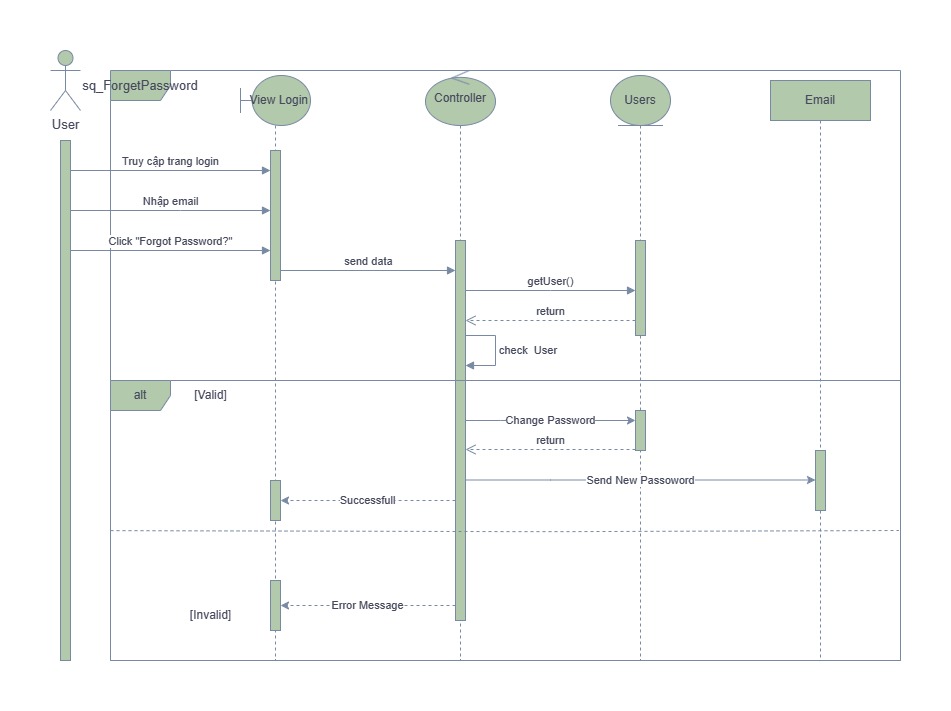 sq_ForgetPassword
User
View Login
Controller
Users
Email
Truy cập trang login
Nhập email
Click "Forgot Password?"
send data
getUser()
return
check User
alt
[Valid]
Change Password
return
Send New Passoword
Successfull
Error Message
[Invalid]